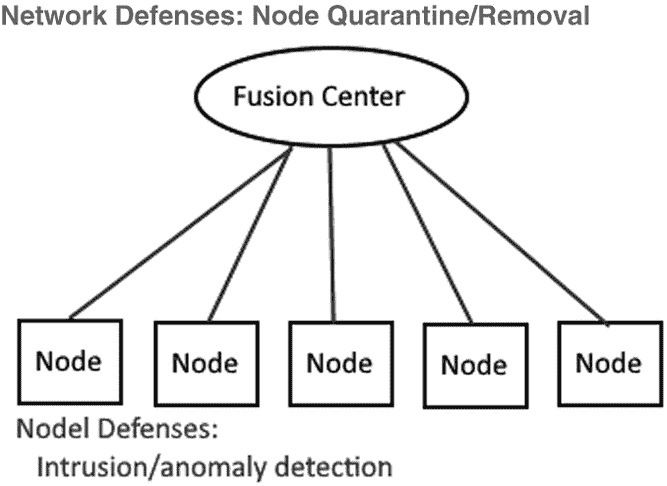 Network Defenses: Node Quarantine/Removal
Fusion Center
Node Node Node Node Node
Nodel Defenses:
Intrusion/anomaly detection